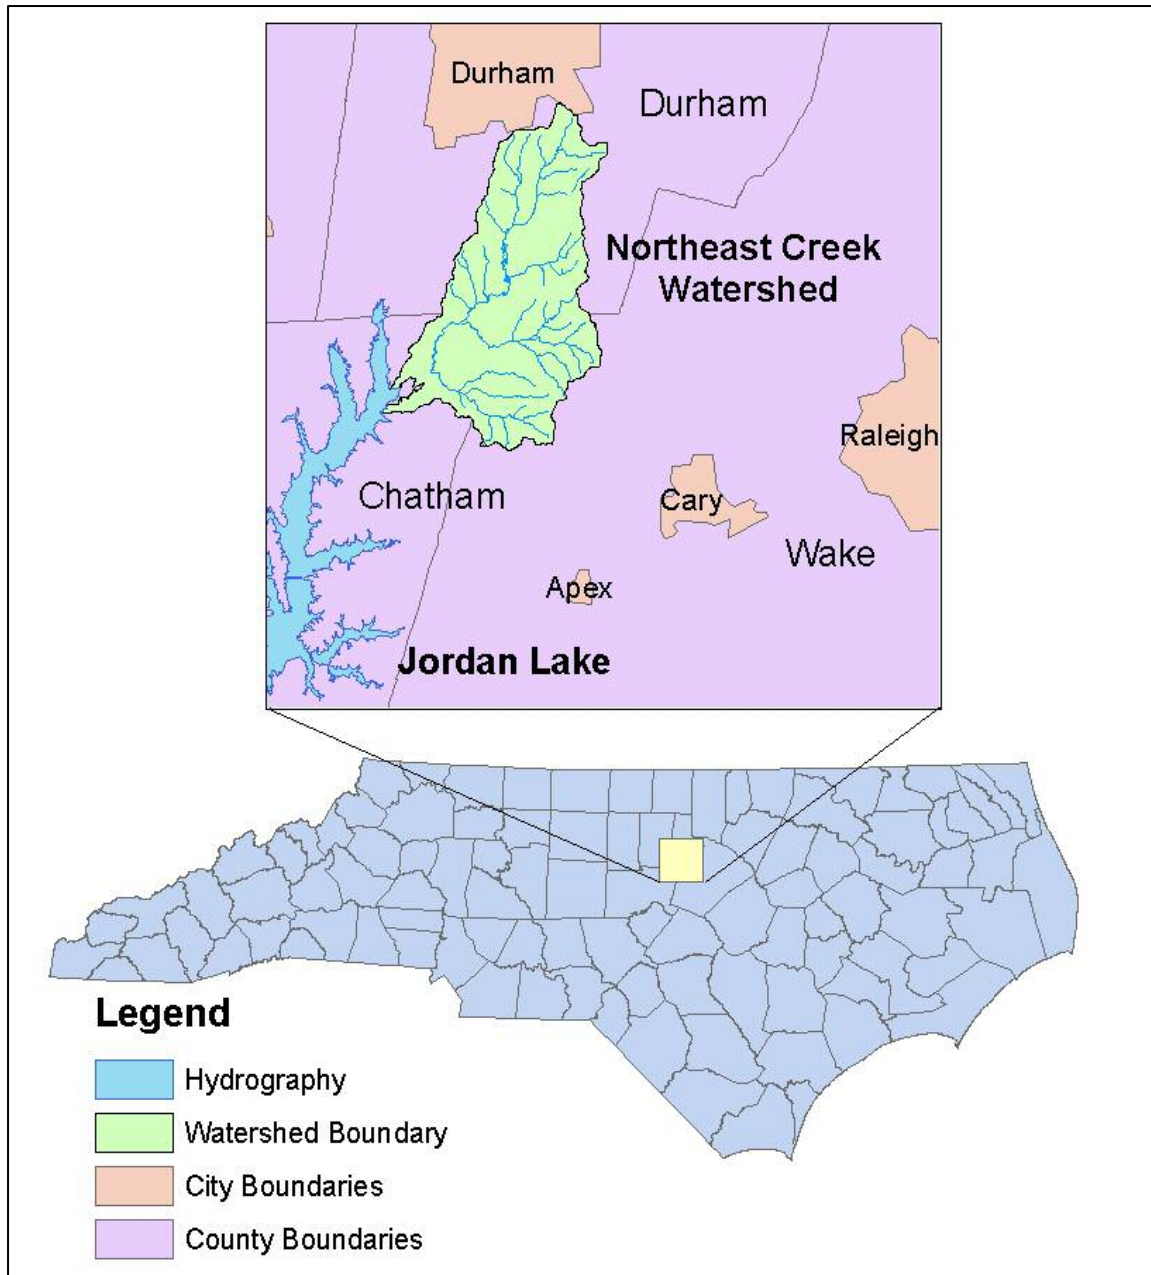 Durham
Durham
Northeast Creek
Watershed
Raleigh
Chatham
Cary
Wake
Apex
Jordan Lake
Legend
Hydrography
Watershed Boundary
City Boundaries
County Boundaries